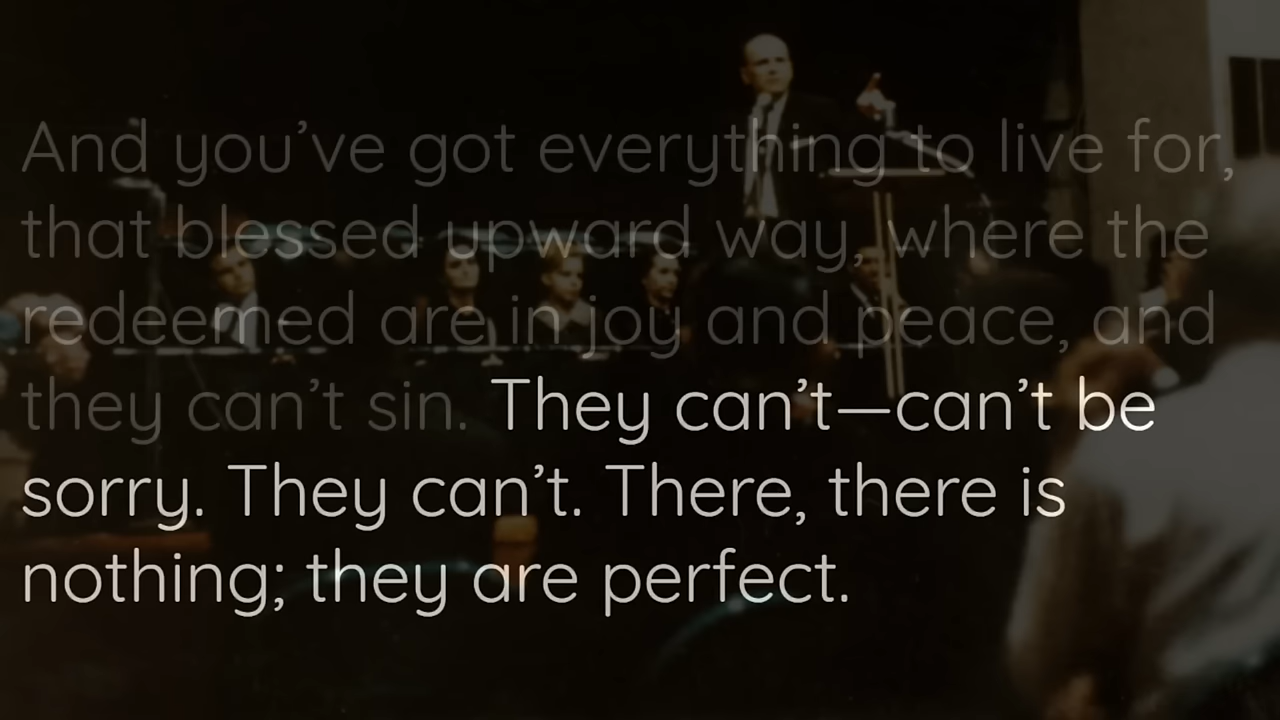 And you’ve got everything to live for,
that blessed upward way, where the
redeemed are in joy and peace, and
they can’t sin. They can’t—can’t be
sorry. They can’t. There, there is
nothing; they are perfect.